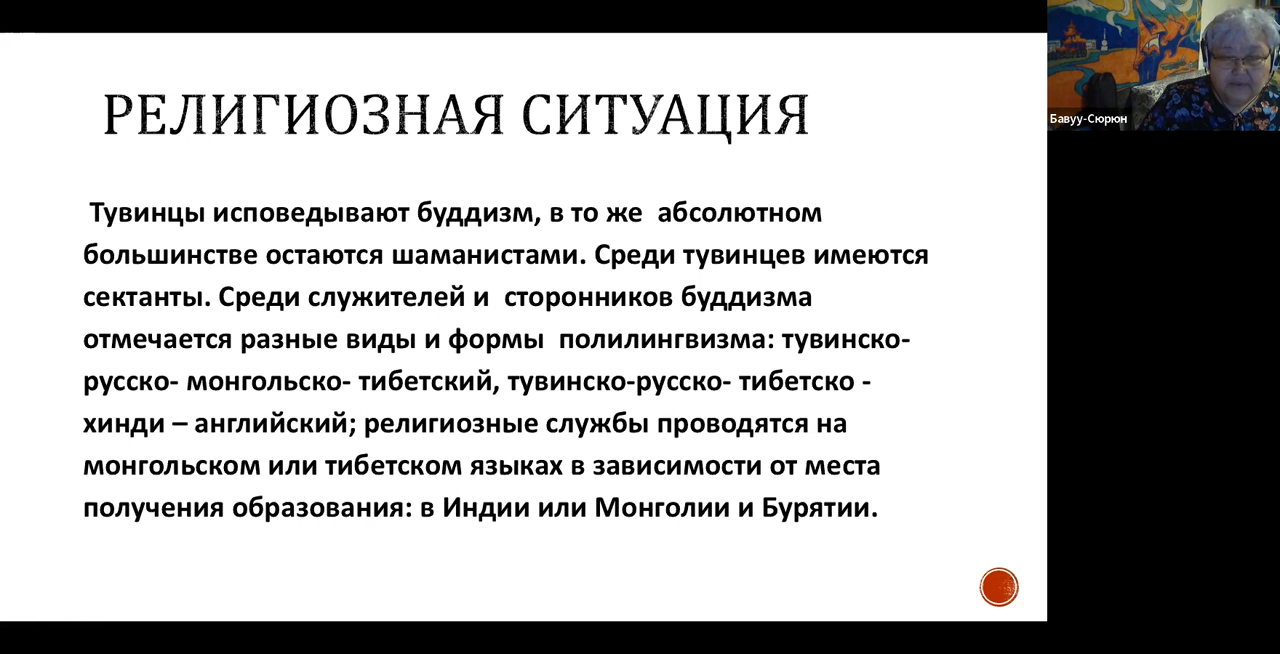 РЕЛИГИОЗНАЯ СИТУАЦИЯ
Тувинцы исповедывают буддизм, в то же абсолютном
большинстве остаются шаманистами. Среди тувинцев имеются
сектанты. Среди служителей и сторонников буддизма
отмечается разные виды и формы полилингвизма: тувинско-
русско- монгольско- тибетский, тувинско-русско- тибетско -
хинди – английский; религиозные службы проводятся на
монгольском или тибетском языках в зависимости от места
получения образования: в Индии или Монголии и Бурятии.
Бавуу-Сюрюн